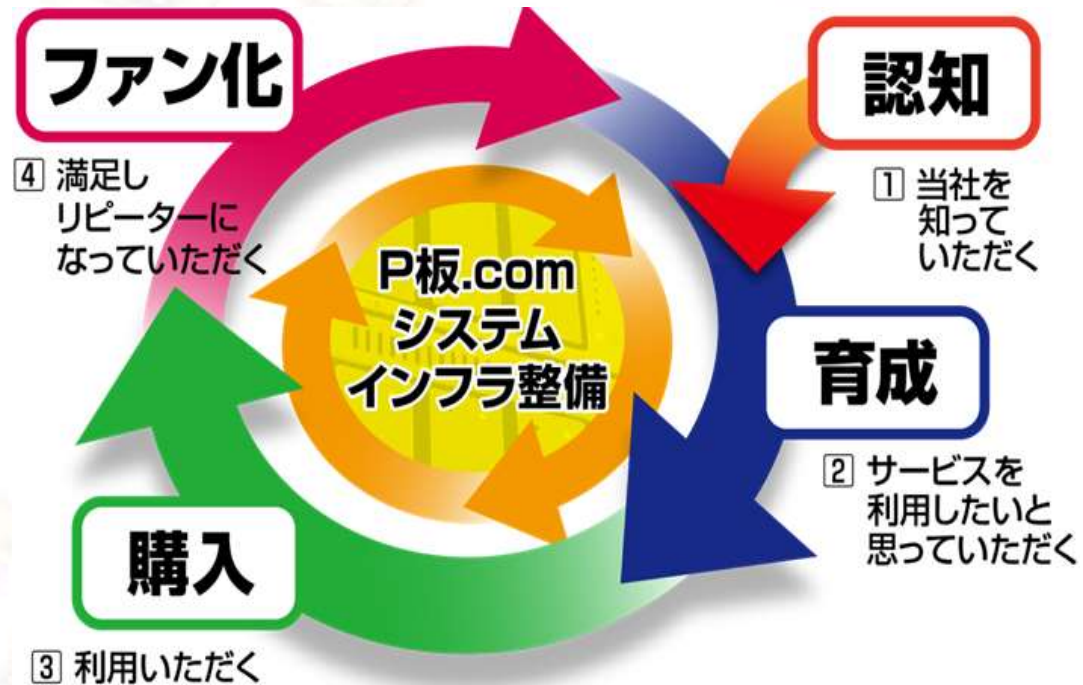 認知
1 当社を
知って
いただく
育成
2 サービスを
利用したいと
思っていただく
購入
3 利用いただく
ファン化
4 満足し
リピーターに
なっていただく
P板.com
システム
インフラ整備